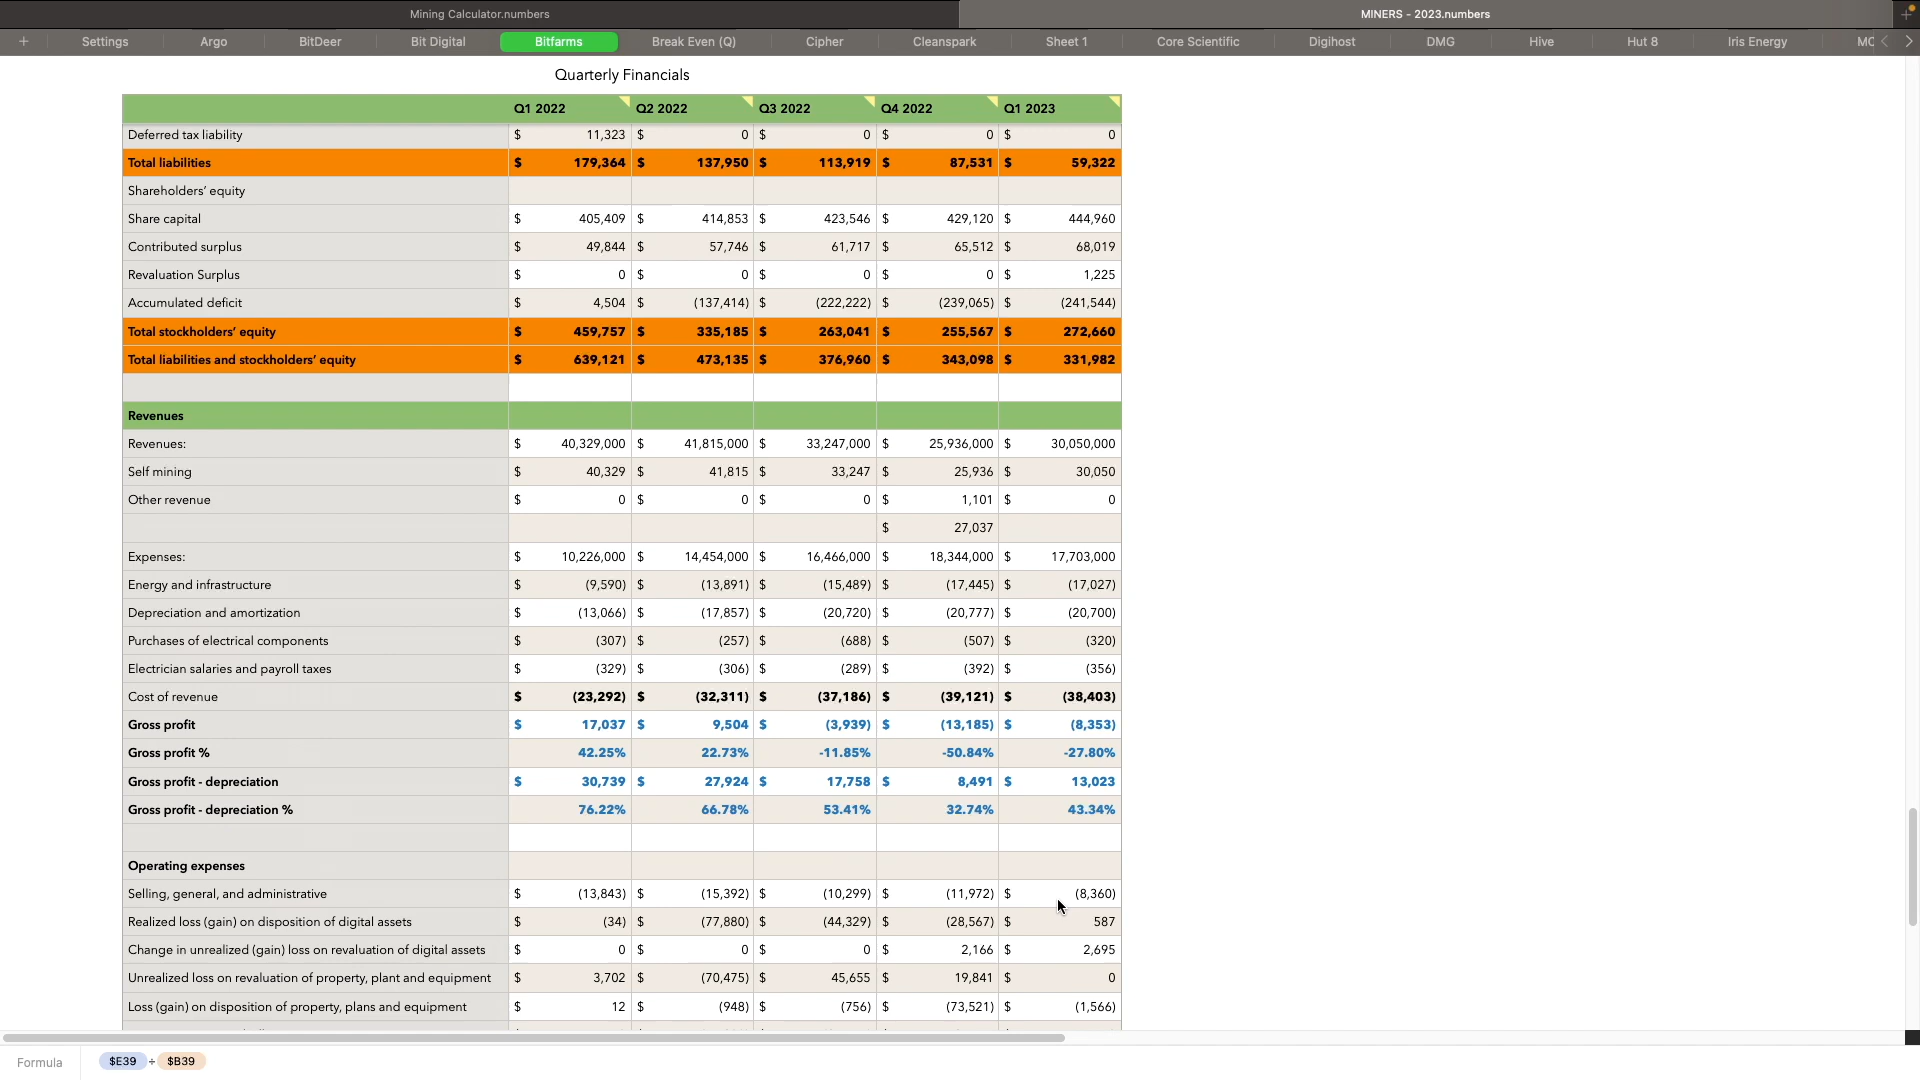 Mining Calculator.numbers MINERS - 2023.numbers
+ Settings Argo BitDeer Bit Digital Bitfarms Break Even (Q) Cipher Cleanspark Sheet 1 Core Scientific Digihost DMG Hive Hut 8 Iris Energy
Quarterly Financials
Q1 2022 Q2 2022 Q3 2022 Q4 2022 Q1 2023
Deferred tax liability $ 11,323 $ 0 $ 0 $ 0 $ 0
Total liabilities $ 179,364 $ 137,950 $ 113,919 $ 87,531 $ 59,322
Shareholders’ equity
Share capital $ 405,409 $ 414,853 $ 423,546 $ 429,120 $ 444,960
Contributed surplus $ 49,844 $ 57,746 $ 61,717 $ 65,512 $ 68,019
Revaluation Surplus $ 0 $ 0 $ 0 $ 0 $ 1,225
Accumulated deficit $ 4,504 $ (137,414) $ (222,222) $ (239,065) $ (241,544)
Total stockholders’ equity $ 459,757 $ 335,185 $ 263,041 $ 255,567 $ 272,660
Total liabilities and stockholders’ equity $ 639,121 $ 473,135 $ 376,960 $ 343,098 $ 331,982
Revenues
Revenues: $ 40,329,000 $ 41,815,000 $ 33,247,000 $ 25,936,000 $ 30,050,000
Self mining $ 40,329 $ 41,815 $ 33,247 $ 25,936 $ 30,050
Other revenue $ 0 $ 0 $ 0 $ 1,101 $ 0
$ 27,037
Expenses: $ 10,226,000 $ 14,454,000 $ 16,466,000 $ 18,344,000 $ 17,703,000
Energy and infrastructure $ (9,590) $ (13,891) $ (15,489) $ (17,445) $ (17,027)
Depreciation and amortization $ (13,066) $ (17,857) $ (20,720) $ (20,777) $ (20,700)
Purchases of electrical components $ (307) $ (257) $ (688) $ (507) $ (320)
Electrician salaries and payroll taxes $ (329) $ (306) $ (289) $ (392) $ (356)
Cost of revenue $ (23,292) $ (32,311) $ (37,186) $ (39,121) $ (38,403)
Gross profit $ 17,037 $ 9,504 $ (3,939) $ (13,185) $ (8,353)
Gross profit % 42.25% 22.73% -11.85% -50.84% -27.80%
Gross profit - depreciation $ 30,739 $ 27,924 $ 17,758 $ 8,491 $ 13,023
Gross profit - depreciation % 76.22% 66.78% 53.41% 32.74% 43.34%
Operating expenses
Selling, general, and administrative $ (13,843) $ (15,392) $ (10,299) $ (11,972) $ (8,360)
Realized loss (gain) on disposition of digital assets $ (34) $ (77,880) $ (44,329) $ (28,567) $ 587
Change in unrealized (gain) loss on revaluation of digital assets $ 0 $ 0 $ 0 $ 2,166 $ 2,695
Unrealized loss on revaluation of property, plant and equipment $ 3,702 $ (70,475) $ 45,655 $ 19,841 $ 0
Loss (gain) on disposition of property, plans and equipment $ 12 $ (948) $ (756) $ (73,521) $ (1,566)
Formula $E39 ÷ $B39